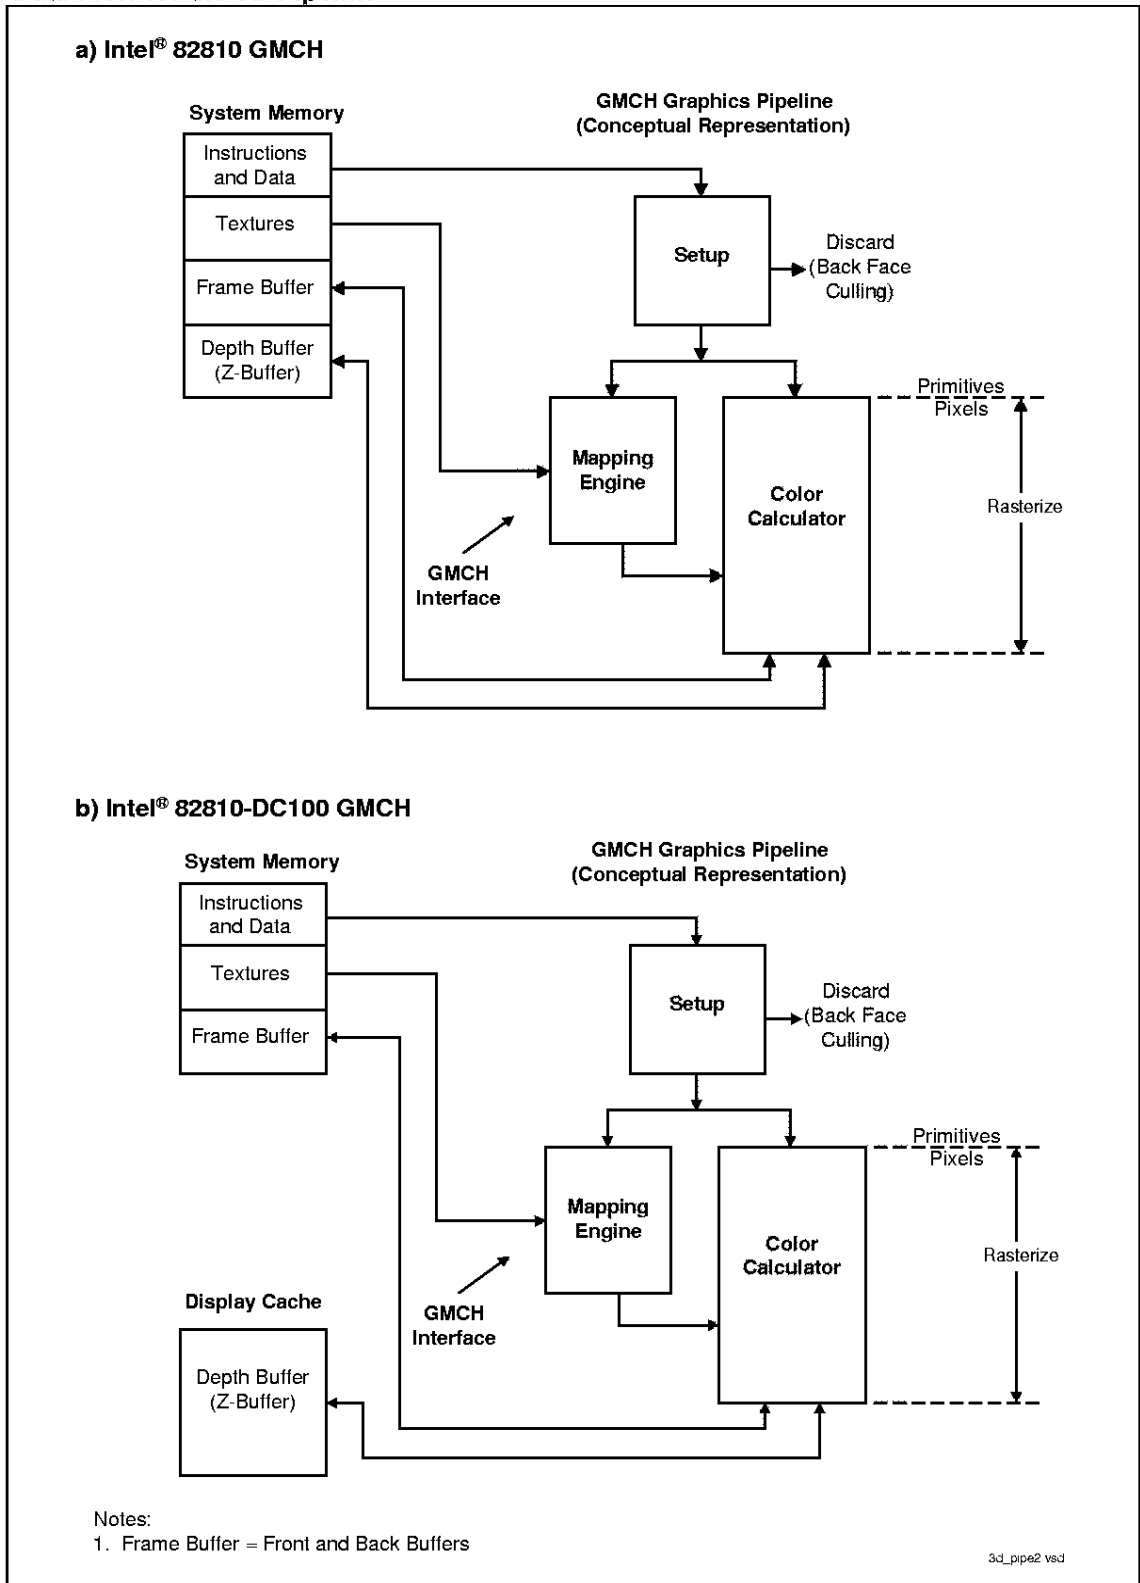 a) Intel® 82810 GMCH
System Memory
GMCH Graphics Pipeline
(Conceptual Representation)
Instructions
and Data
Textures
Frame Buffer
Depth Buffer
(Z-Buffer)
Setup
Discard
(Back Face
Culling)
Primitives
Pixels
Mapping
Engine
Color
Calculator
Rasterize
GMCH
Interface
b) Intel® 82810-DC100 GMCH
System Memory
GMCH Graphics Pipeline
(Conceptual Representation)
Instructions
and Data
Textures
Frame Buffer
Setup
Discard
(Back Face
Culling)
Primitives
Pixels
Mapping
Engine
Color
Calculator
Rasterize
GMCH
Interface
Display Cache
Depth Buffer
(Z-Buffer)
Notes:
1. Frame Buffer = Front and Back Buffers
3d_pipe2 vsd